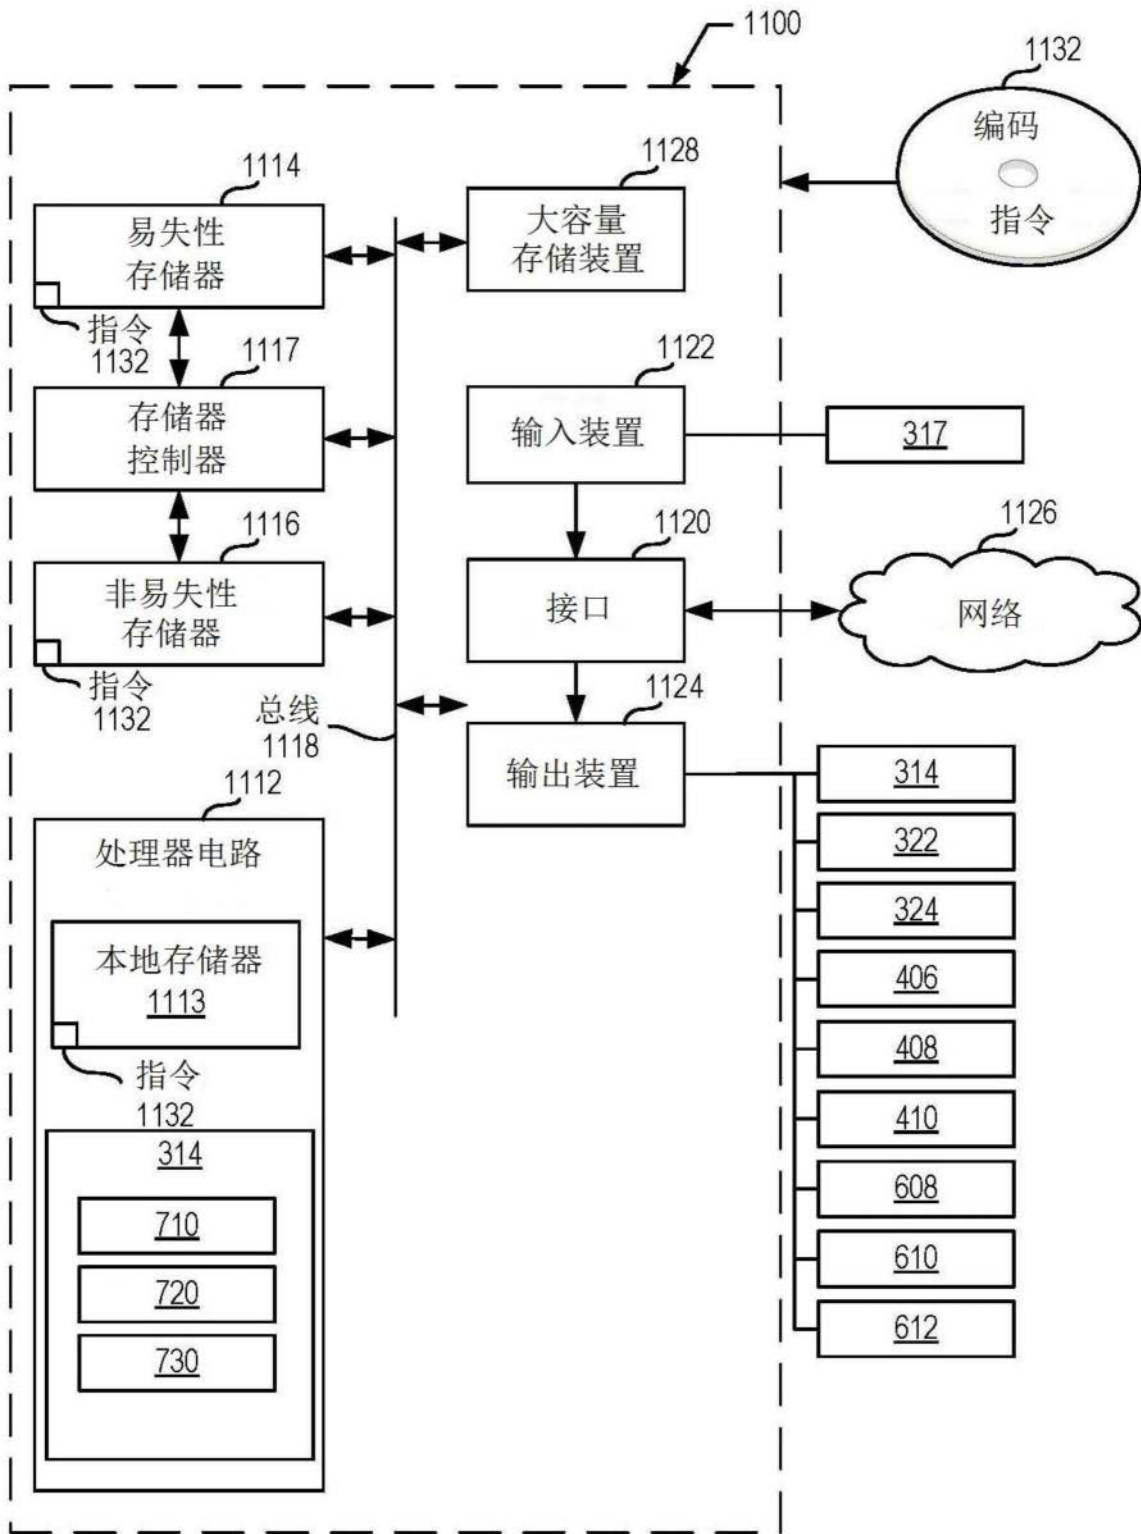 1100
1132
编码
指令
1114
易失性
存储器
指令
1132
1128
大容量
存储装置
1117
存储器
控制器
1122
输入装置
317
1116
非易失性
存储器
指令
1132
1120
接口
1126
网络
总线
1118
1124
输出装置
1112
处理器电路
本地存储器
1113
指令
1132
314
710
720
730
314
322
324
406
408
410
608
610
612